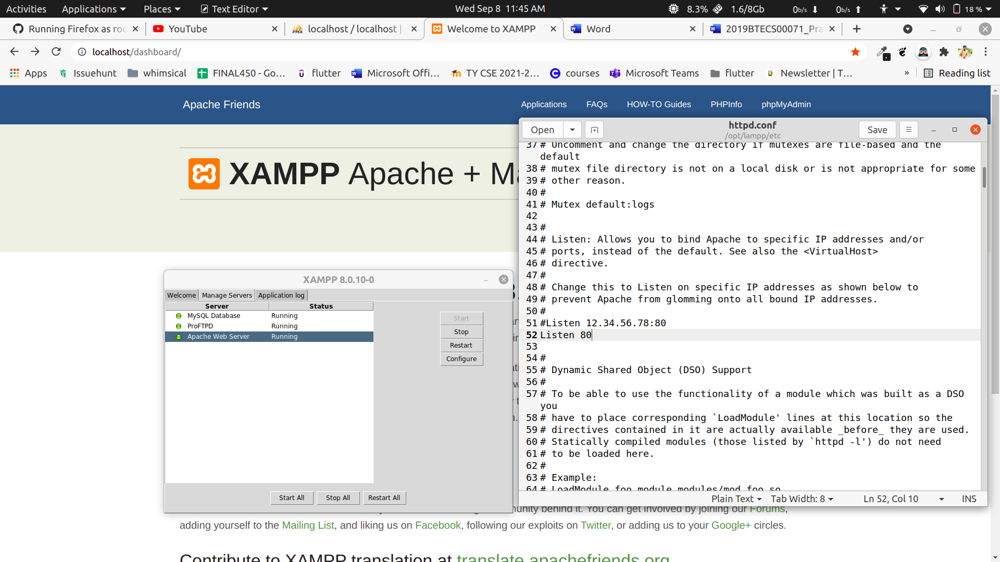 Activities Applications Places Text Editor Wed Sep 8 11:45 AM 8.3% 1.6/8Gb 0b/s 0b/s 18 %
Running Firefox as roo YouTube localhost / localhost | Welcome to XAMPP Word 2019BTECS00071_Pra
localhost/dashboard/
Apps Issuehunt whimsical FINAL450 - Go... flutter Microsoft Offi... TY CSE 2021-2... courses Microsoft Teams flutter Newsletter | T... » Reading list
Apache Friends Applications FAQs HOW-TO Guides PHPInfo phpMyAdmin
XAMPP Apache + Ma
Open httpd.conf Save
/opt/lampp/etc
37 # Uncomment and change the directory if mutexes are file-based and the
default
38 # mutex file directory is not on a local disk or is not appropriate for some
39 # other reason.
40 #
41 # Mutex default:logs
42
43 #
44 # Listen: Allows you to bind Apache to specific IP addresses and/or
45 # ports, instead of the default. See also the <VirtualHost>
46 # directive.
47 #
48 # Change this to Listen on specific IP addresses as shown below to
49 # prevent Apache from glomming onto all bound IP addresses.
50 #
51 #Listen 12.34.56.78:80
52 Listen 80
53
54 #
55 # Dynamic Shared Object (DSO) Support
56 #
57 # To be able to use the functionality of a module which was built as a DSO
you
58 # have to place corresponding `LoadModule' lines at this location so the
59 # directives contained in it are actually available _before_ they are used.
60 # Statically compiled modules (those listed by `httpd -l') do not need
61 # to be loaded here.
62 #
63 # Example:
64 # LoadModule foo_module modules/mod_foo.so
Plain Text Tab Width: 8 Ln 52, Col 10 INS
XAMPP 8.0.10-0
Welcome Manage Servers Application log
Server Status
MySQL Database Running
ProFTPD Running
Apache Web Server Running
Start
Stop
Restart
Configure
Start All Stop All Restart All
community behind it. You can get involved by joining our Forums,
adding yourself to the Mailing List, and liking us on Facebook, following our exploits on Twitter, or adding us to your Google+ circles.
Contribute to XAMPP translation at translate.apachefriends.org